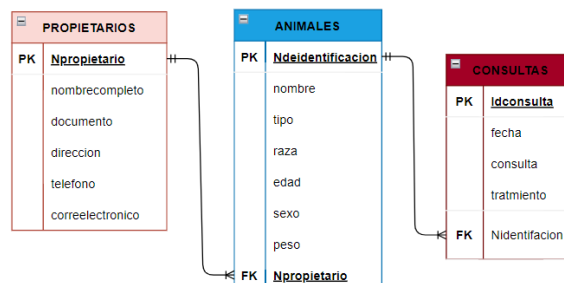 PROPIETARIOS
PK Npropietario
nombrecompleto
documento
direccion
telefono
correelectronico
ANIMALES
PK Ndeidentificacion
nombre
tipo
raza
edad
sexo
peso
FK Npropietario
CONSULTAS
PK Idconsulta
fecha
consulta
tratmiento
FK Nidentifacion